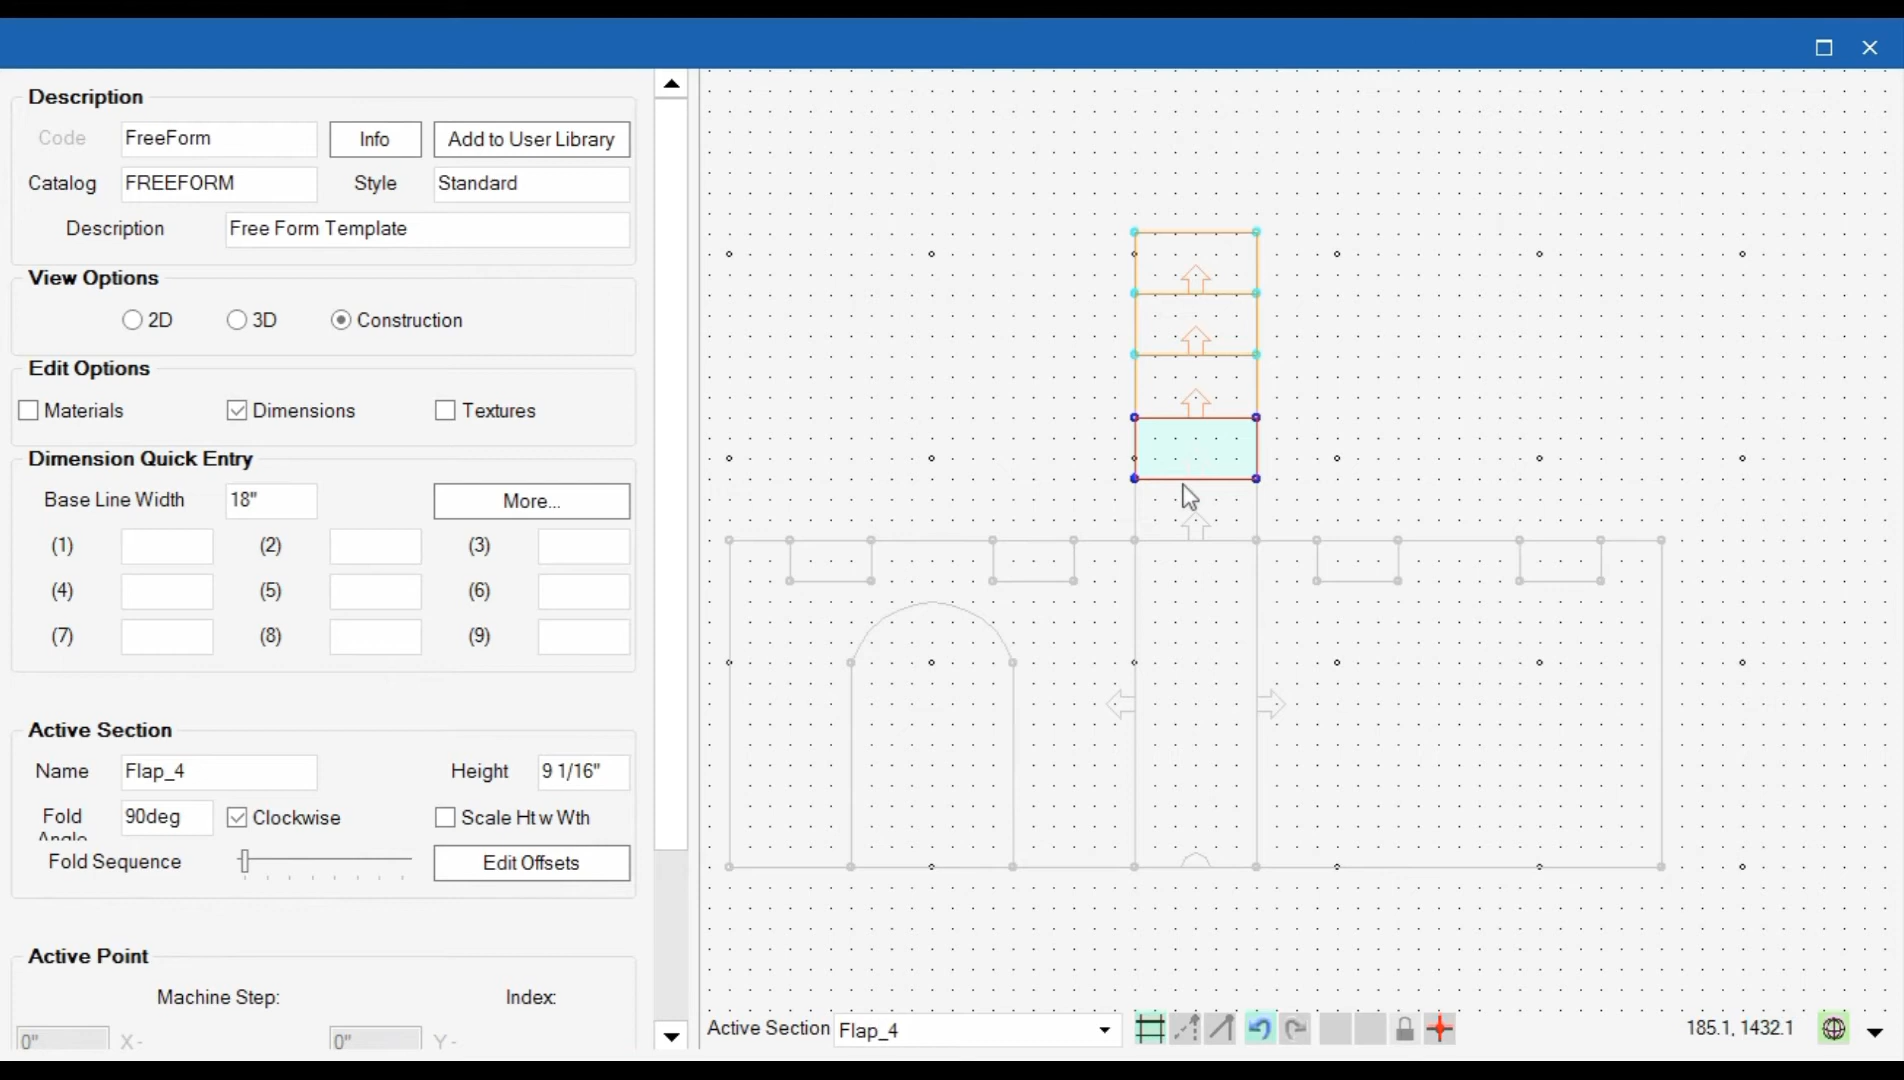 Description
Code FreeForm Info Add to User Library
Catalog FREEFORM Style Standard
Description Free Form Template
View Options
2D 3D Construction
Edit Options
Materials Dimensions Textures
Dimension Quick Entry
Base Line Width 18" More...
(1) (2) (3)
(4) (5) (6)
(7) (8) (9)
Active Section
Name Flap_4 Height 9 1/16"
Fold 90deg Clockwise Scale Ht w Wth
Angle
Fold Sequence Edit Offsets
Active Point
Machine Step: Index:
0" X- 0" Y-
Active Section Flap_4 185.1, 1432.1